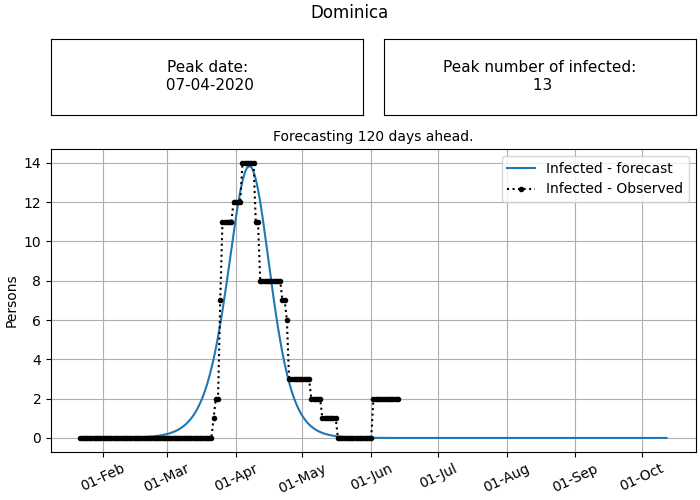 Dominica
Peak date:
07-04-2020
Peak number of infected:
13
Forecasting 120 days ahead.
Infected - forecast
Infected - Observed
Persons
14
12
10
8
6
4
2
0
01-Feb
01-Mar
01-Apr
01-May
01-Jun
01-Jul
01-Aug
01-Sep
01-Oct